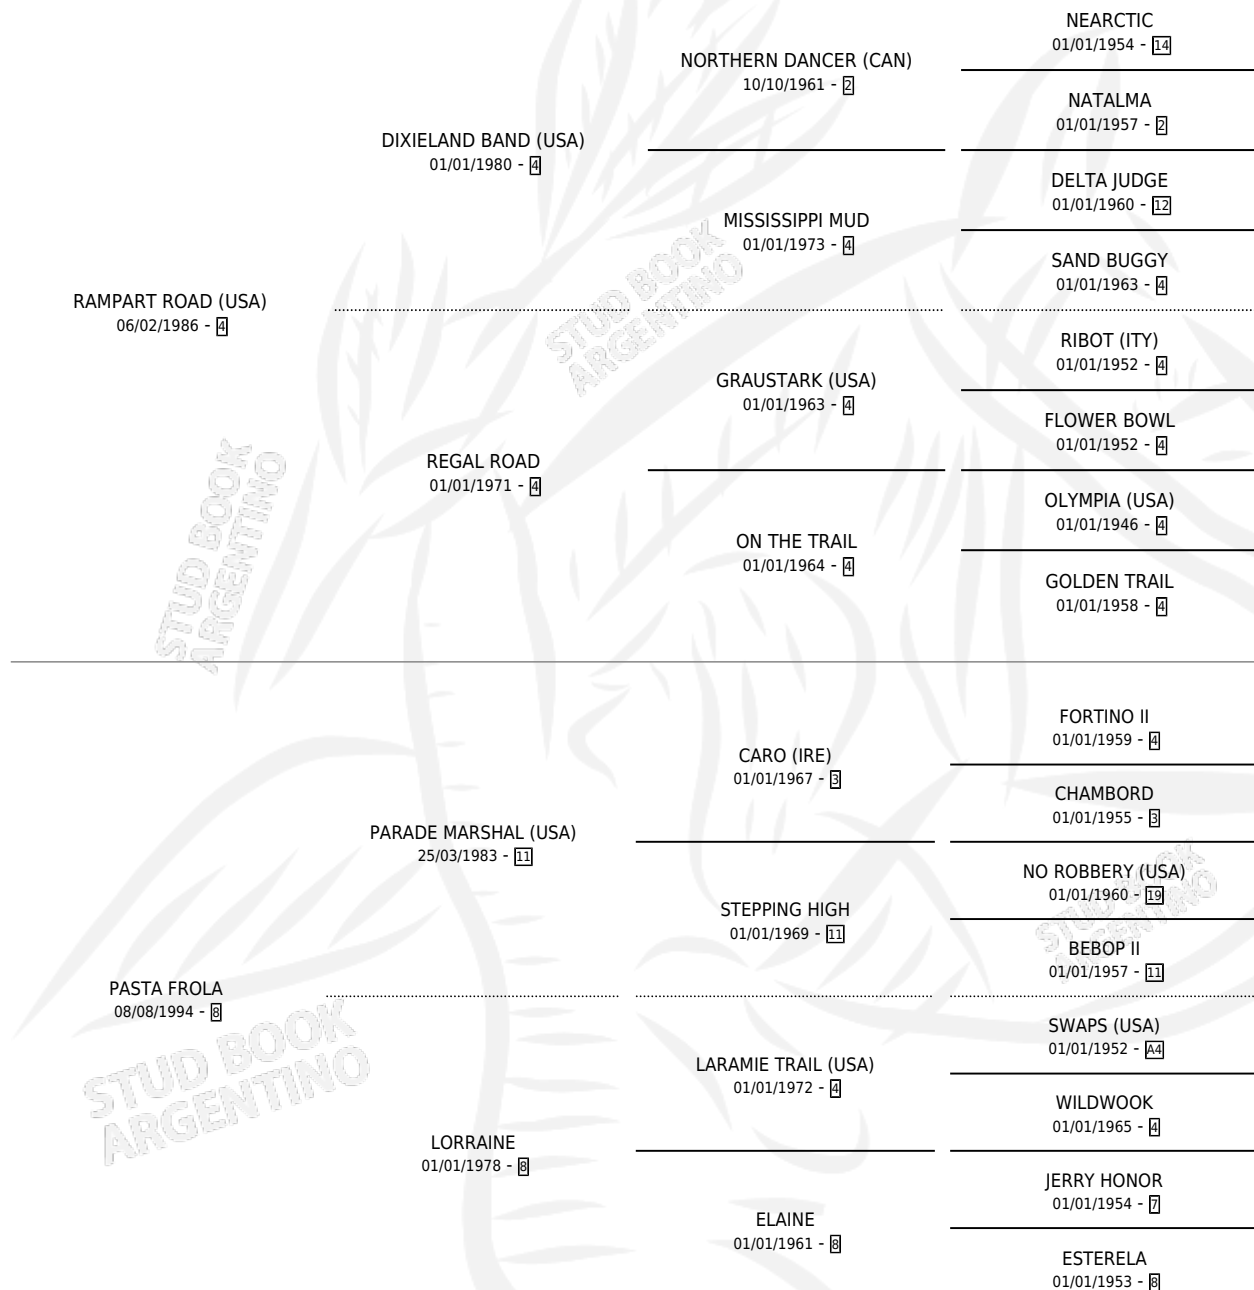 NEARCTIC
01/01/1954 - 14
NORTHERN DANCER (CAN)
10/10/1961 - 2
NATALMA
01/01/1957 - 2
DIXIELAND BAND (USA)
01/01/1980 - 4
DELTA JUDGE
01/01/1960 - 12
MISSISSIPPI MUD
01/01/1973 - 4
SAND BUGGY
01/01/1963 - 4
RAMPART ROAD (USA)
06/02/1986 - 4
STUD BOOK
ARGENTINO
RIBOT (ITY)
01/01/1952 - 4
GRAUSTARK (USA)
01/01/1963 - 4
FLOWER BOWL
01/01/1952 - 4
REGAL ROAD
01/01/1971 - 4
OLYMPIA (USA)
01/01/1946 - 4
ON THE TRAIL
01/01/1964 - 4
GOLDEN TRAIL
01/01/1958 - 4
STUD BOOK
ARGENTINO
FORTINO II
01/01/1959 - 4
CARO (IRE)
01/01/1967 - 3
CHAMBORD
01/01/1955 - 3
PARADE MARSHAL (USA)
25/03/1983 - 11
NO ROBBERY (USA)
01/01/1960 - 19
STUD BOOK
ARGENTINO
STEPPING HIGH
01/01/1969 - 11
BEBOP II
01/01/1957 - 11
PASTA FROLA
08/08/1994 - 8
STUD BOOK
ARGENTINO
SWAPS (USA)
01/01/1952 - A4
LARAMIE TRAIL (USA)
01/01/1972 - 4
WILDWOOK
01/01/1965 - 4
LORRAINE
01/01/1978 - 8
JERRY HONOR
01/01/1954 - 7
ELAINE
01/01/1961 - 8
ESTERELA
01/01/1953 - 8